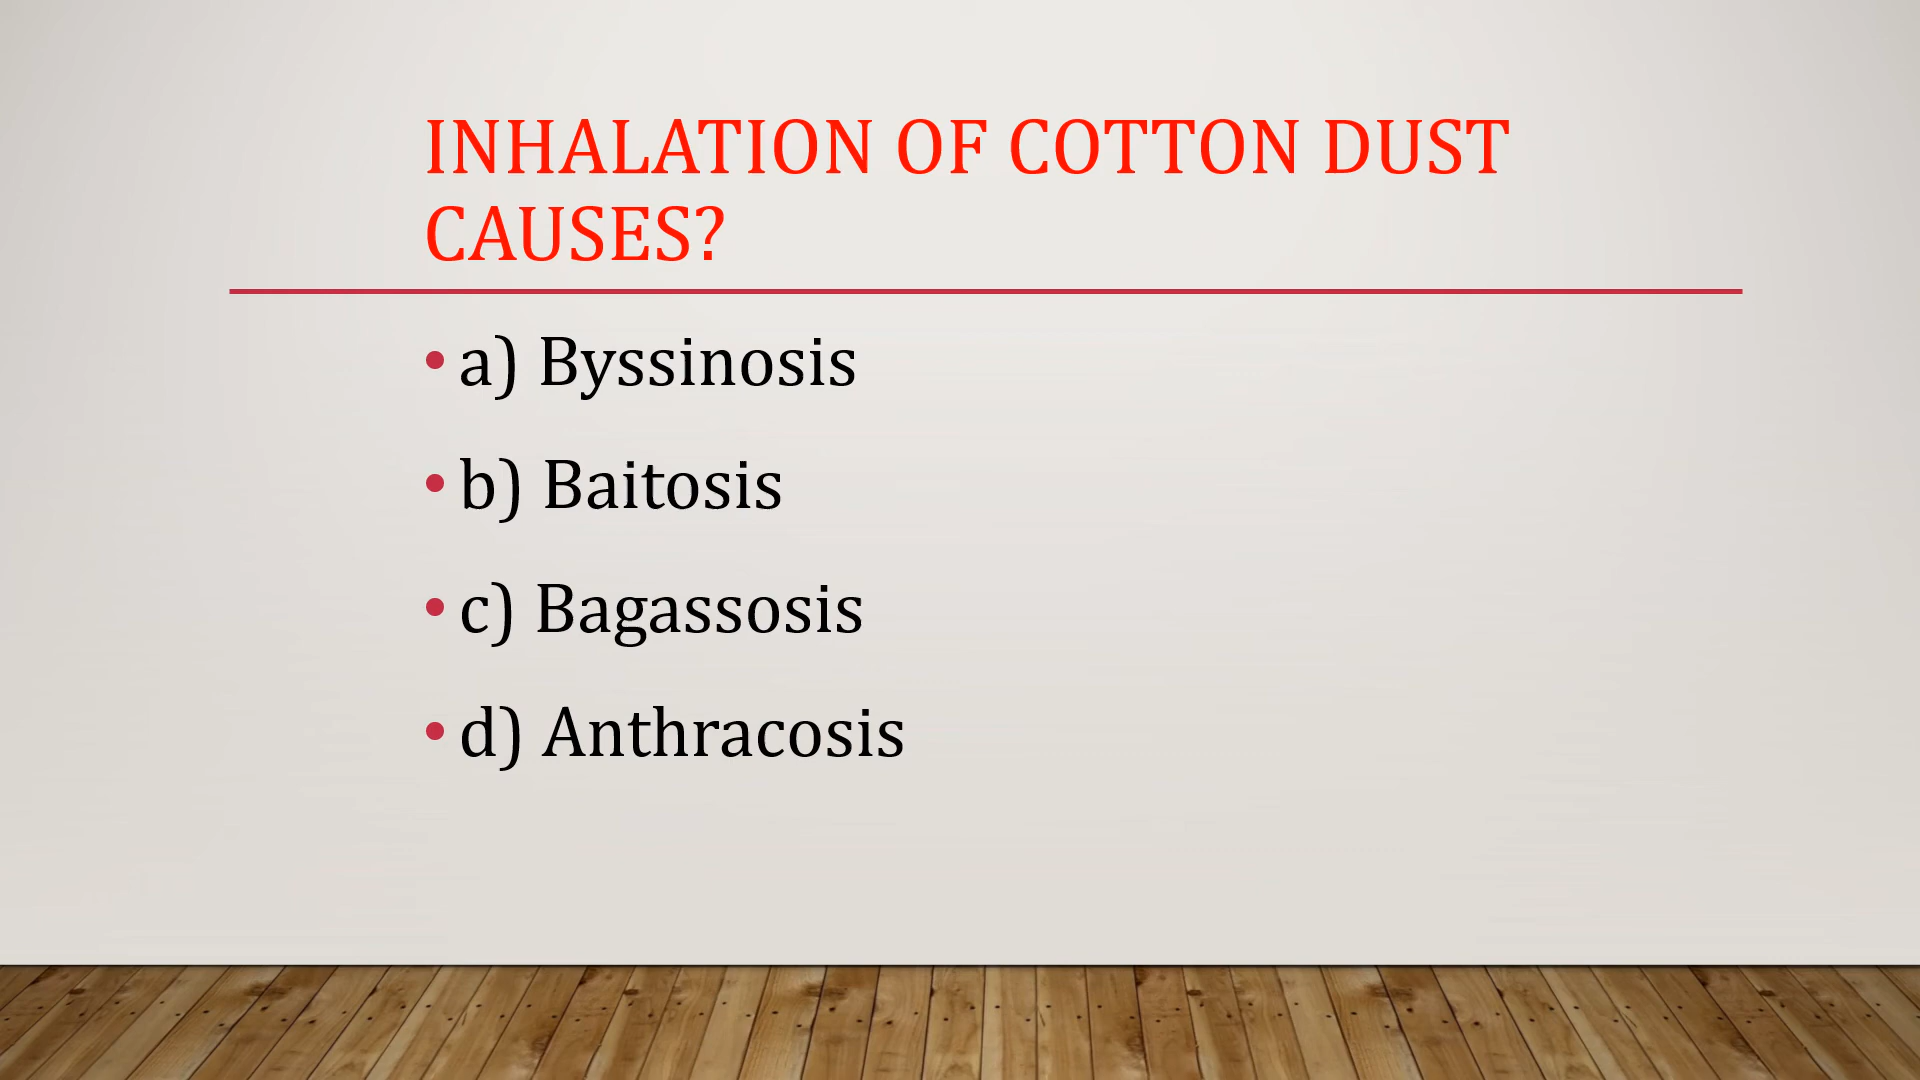 INHALATION OF COTTON DUST
CAUSES?
• a) Byssinosis
• b) Baitosis
• c) Bagassosis
• d) Anthracosis